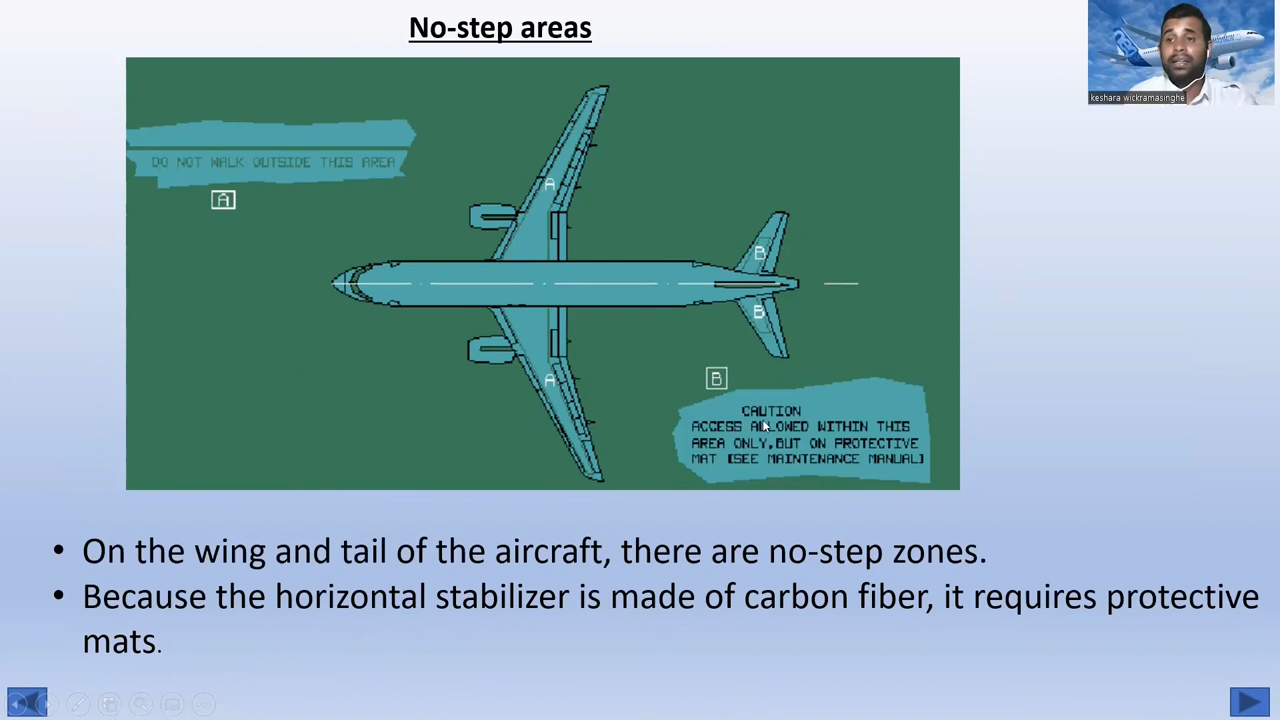 No-step areas
keshara wickramasinghe
DO NOT WALK OUTSIDE THIS AREA
A
A
B
B
A
B
CAUTION
ACCESS ALLOWED WITHIN THIS
AREA ONLY,BUT ON PROTECTIVE
MAT [SEE MAINTENANCE MANUAL]
• On the wing and tail of the aircraft, there are no-step zones.
• Because the horizontal stabilizer is made of carbon fiber, it requires protective
mats.